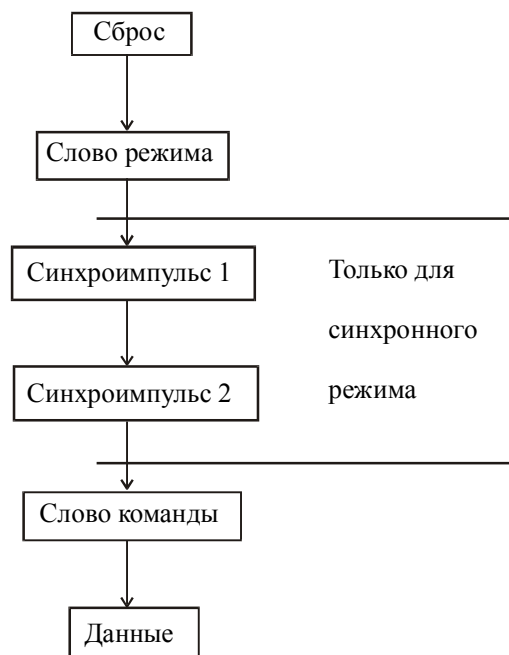 Сброс
Слово режима
Синхроимпульс 1
Синхроимпульс 2
Только для
синхронного
режима
Слово команды
Данные